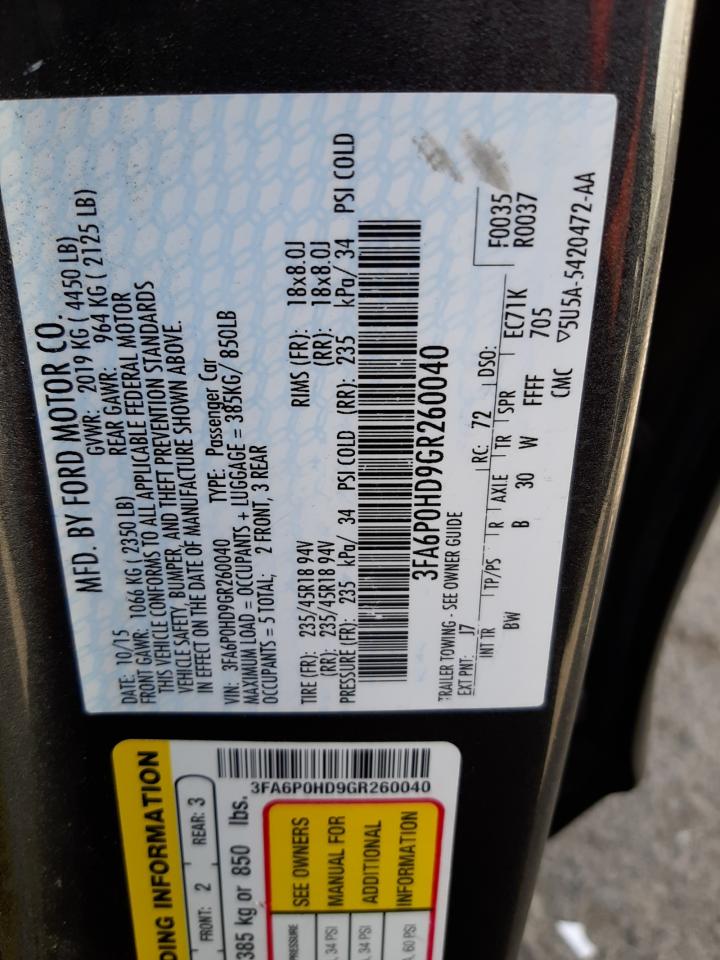 MFD. BY FORD MOTOR CO.
DATE: 10/15 GVWR: 2019 KG ( 4450 LB)
FRONT GAWR: 1066 KG ( 2350 LB) REAR GAWR: 964 KG ( 2125 LB)
THIS VEHICLE CONFORMS TO ALL APPLICABLE FEDERAL MOTOR
VEHICLE SAFETY, BUMPER, AND THEFT PREVENTION STANDARDS
IN EFFECT ON THE DATE OF MANUFACTURE SHOWN ABOVE.
VIN: 3FA6P0HD9GR260040 TYPE: Passenger Car
MAXIMUM LOAD = OCCUPANTS + LUGGAGE = 385KG/ 850LB
OCCUPANTS = 5 TOTAL; 2 FRONT, 3 REAR
TIRE (FR): 235/45R18 94V RIMS (FR): 18x8.0J
(RR): 235/45R18 94V (RR): 18x8.0J
PRESSURE (FR): 235 kPa/ 34 PSI COLD (RR): 235 kPa/ 34 PSI COLD
3FA6P0HD9GR260040
TRAILER TOWING - SEE OWNER GUIDE
EXT PNT: J7 RC: 72 DSO: F0035
INT TR TP/PS R AXLE TR SPR EC71K R0037
BW B 30 W FFFF 705
CMC ▽5U5A-5420472-AA
DING INFORMATION
FRONT: 2 REAR: 3
385 kg or 850 lbs.
3FA6P0HD9GR260040
PRESSURE SEE OWNERS
, 34 PSI MANUAL FOR
A, 34 PSI ADDITIONAL
A, 60 PSI INFORMATION